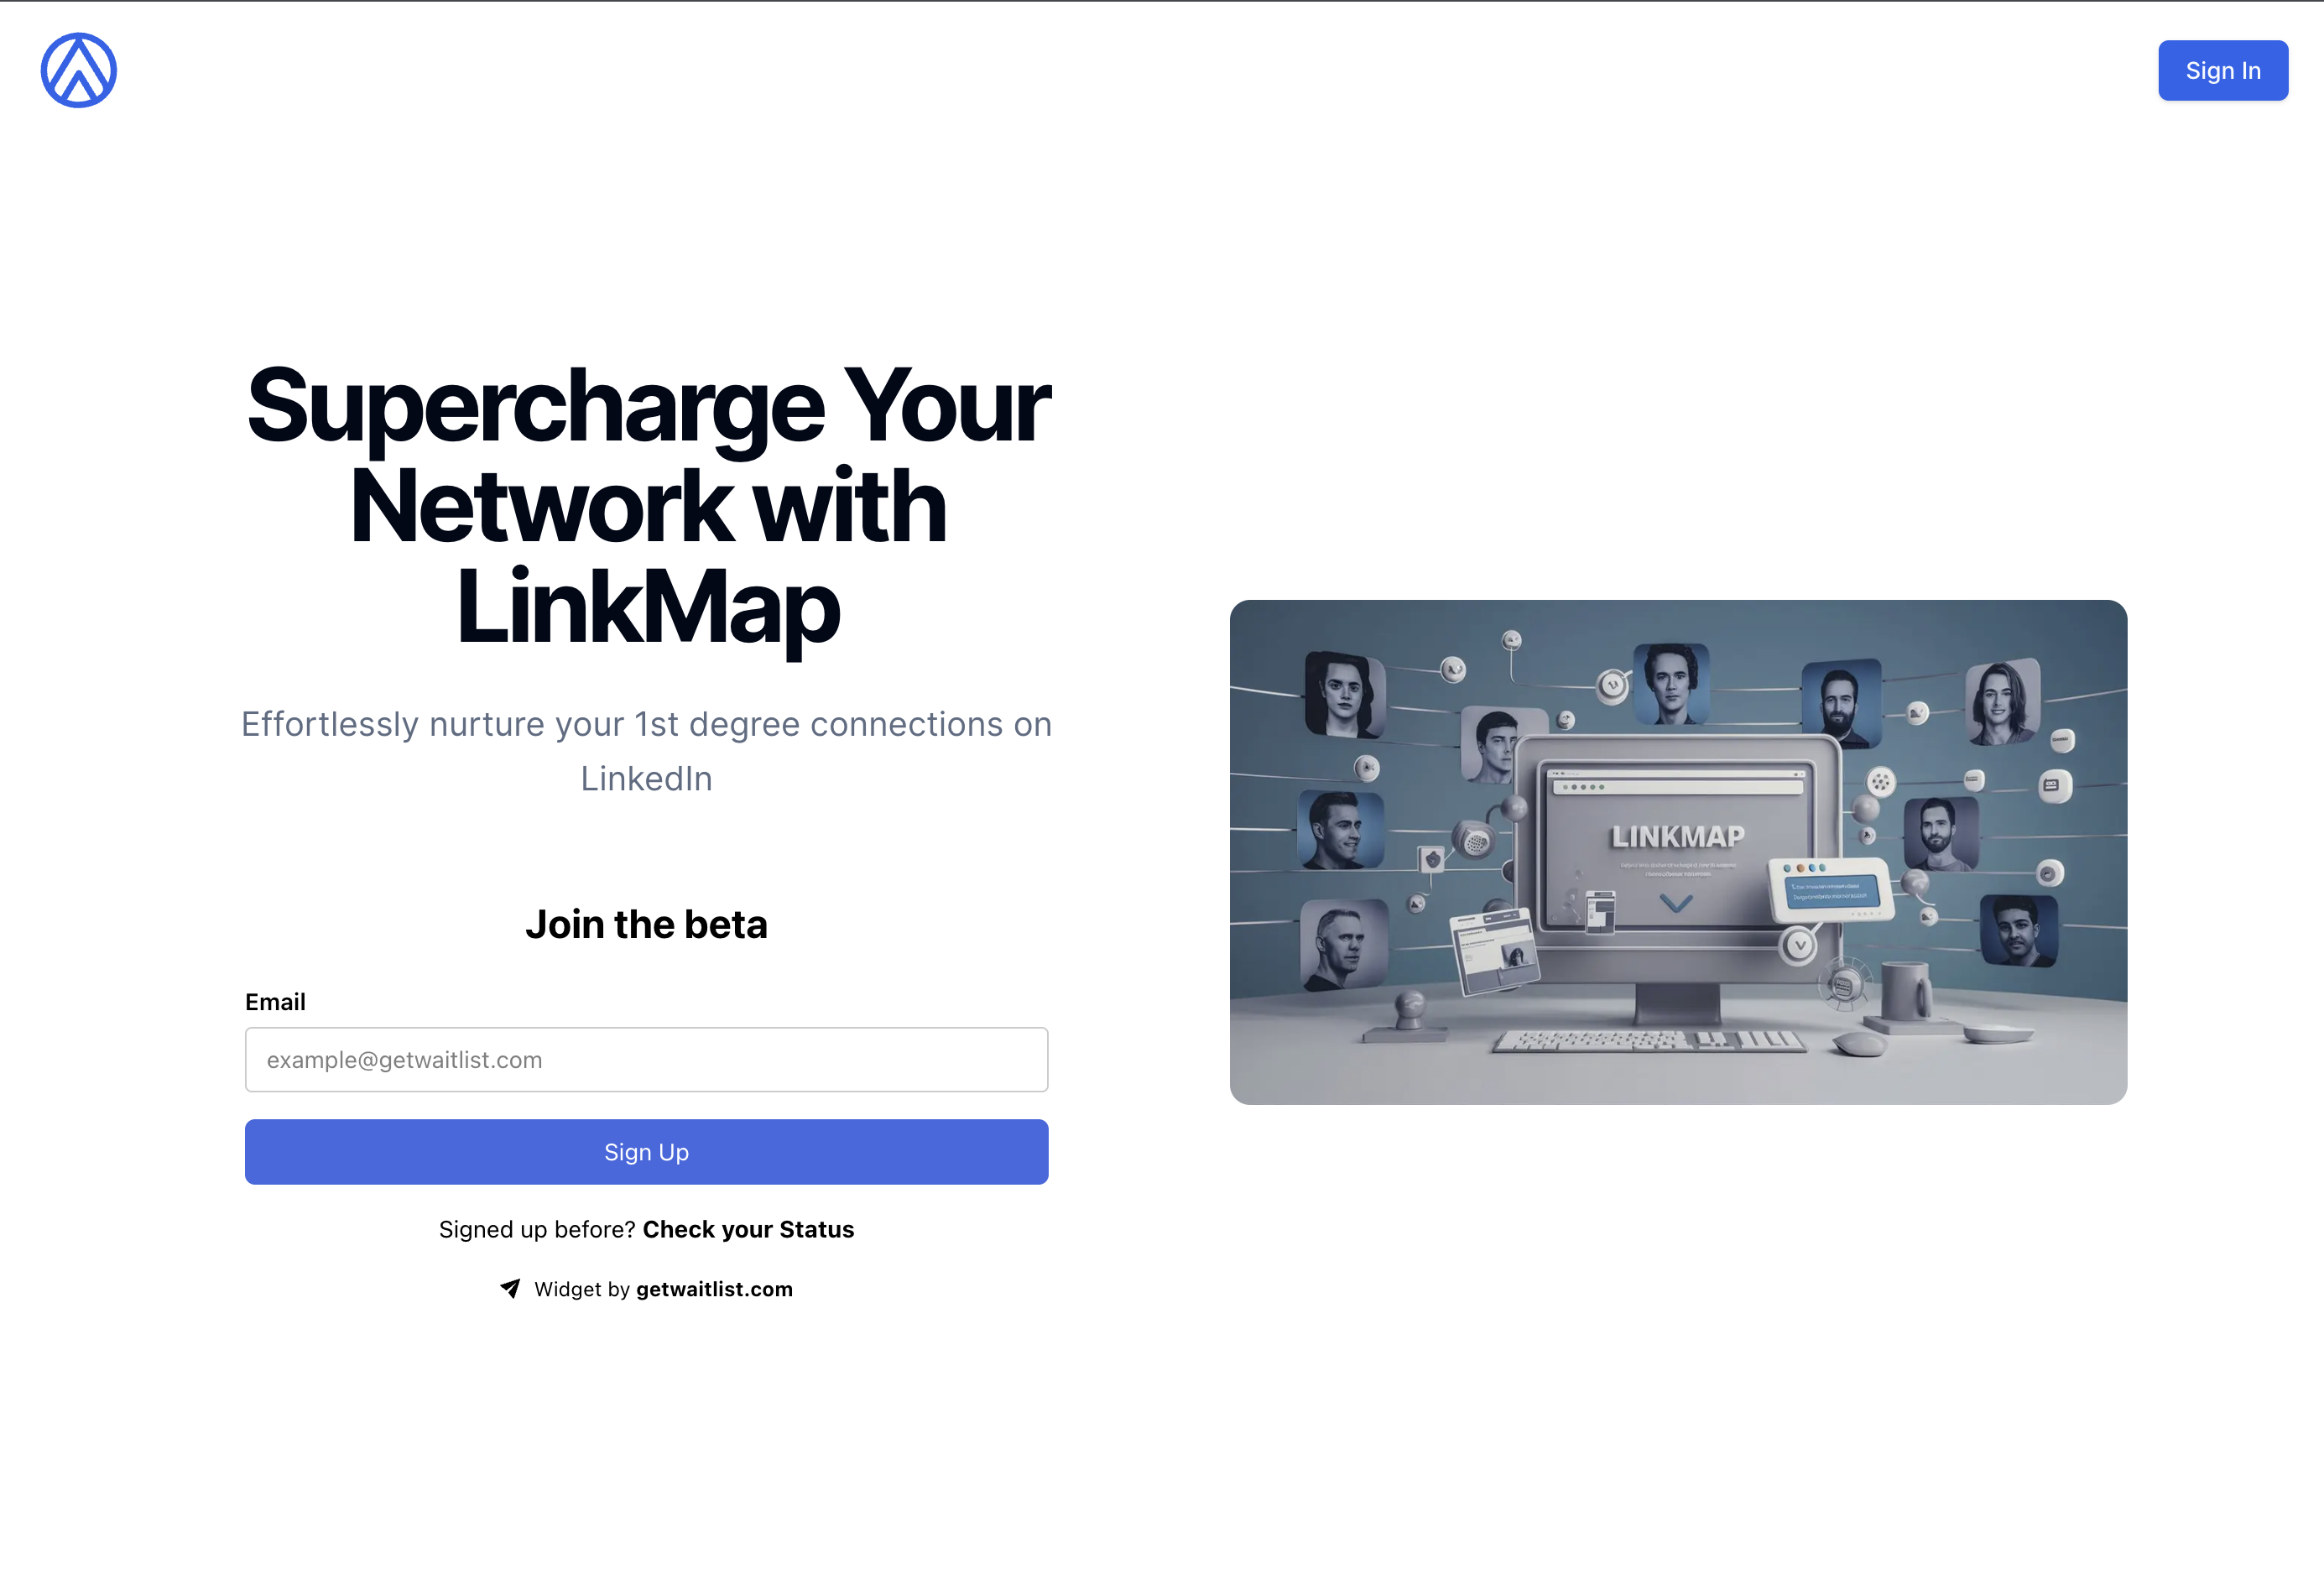 Sign In
Supercharge Your
Network with
LinkMap
Effortlessly nurture your 1st degree connections on
LinkedIn
Join the beta
Email
example@getwaitlist.com
Sign Up
Signed up before? Check your Status
Widget by getwaitlist.com
LINKMAP